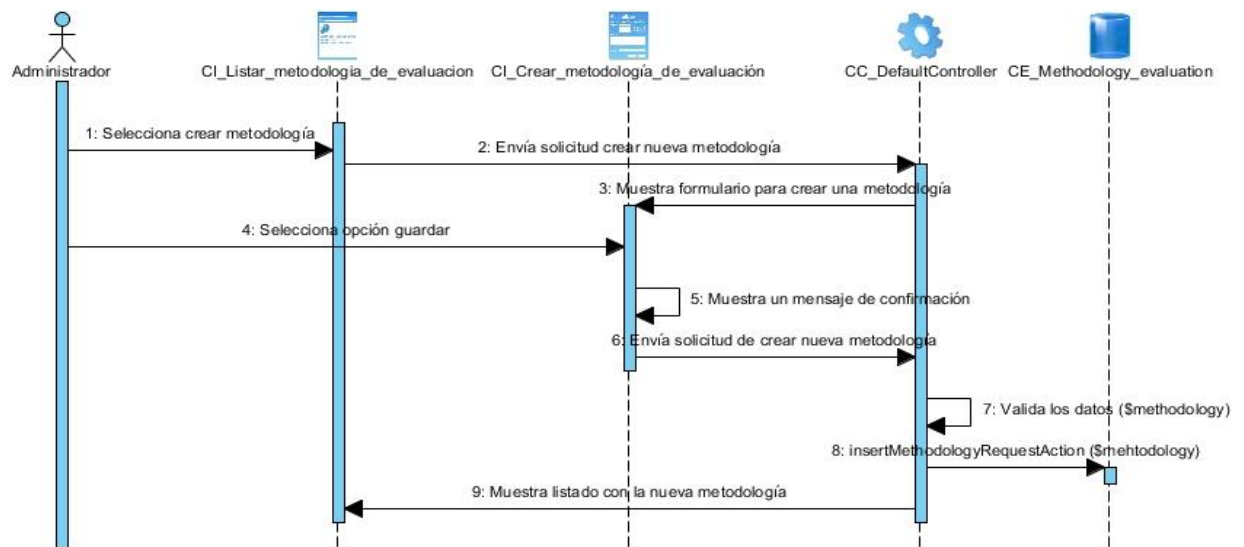 Administrador
CI_Listar_metodologia_de_evaluacion
CI_Crear_metodología_de_evaluación
CC_DefaultController
CE_Methodology_evaluation
1: Selecciona crear metodología
2: Envía solicitud crear nueva metodología
3: Muestra formulario para crear una metodología
4: Selecciona opción guardar
5: Muestra un mensaje de confirmación
6: Envía solicitud de crear nueva metodología
7: Valida los datos ($methodology)
8: insertMethodologyRequestAction ($mehtodology)
9: Muestra listado con la nueva metodología